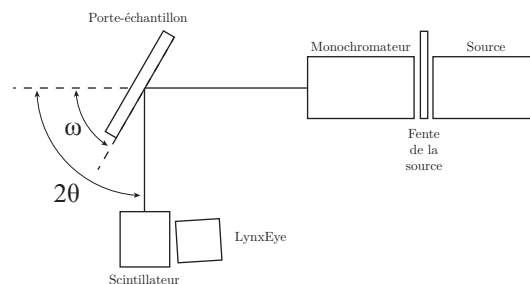 Porte-échantillon
Monochromateur
Source
Fente
de la
source
ω
2θ
LynxEye
Scintillateur